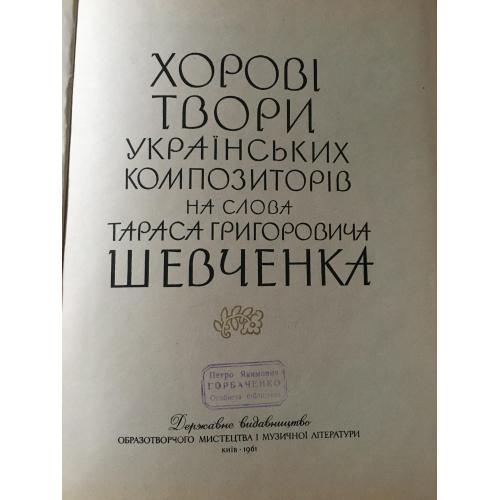 ХОРОВІ
ТВОРИ
УКРАЇНСЬКИХ
КОМПОЗИТОРІВ
НА СЛОВА
ТАРАСА ГРИГОРОВИЧА
ШЕВЧЕНКА
Петро Якимович
ГОРБАЧЕНКО
Особиста бібліотека
Державне видавництво
ОБРАЗОТВОРЧОГО МИСТЕЦТВА І МУЗИЧНОЇ ЛІТЕРАТУРИ
КИЇВ · 1961